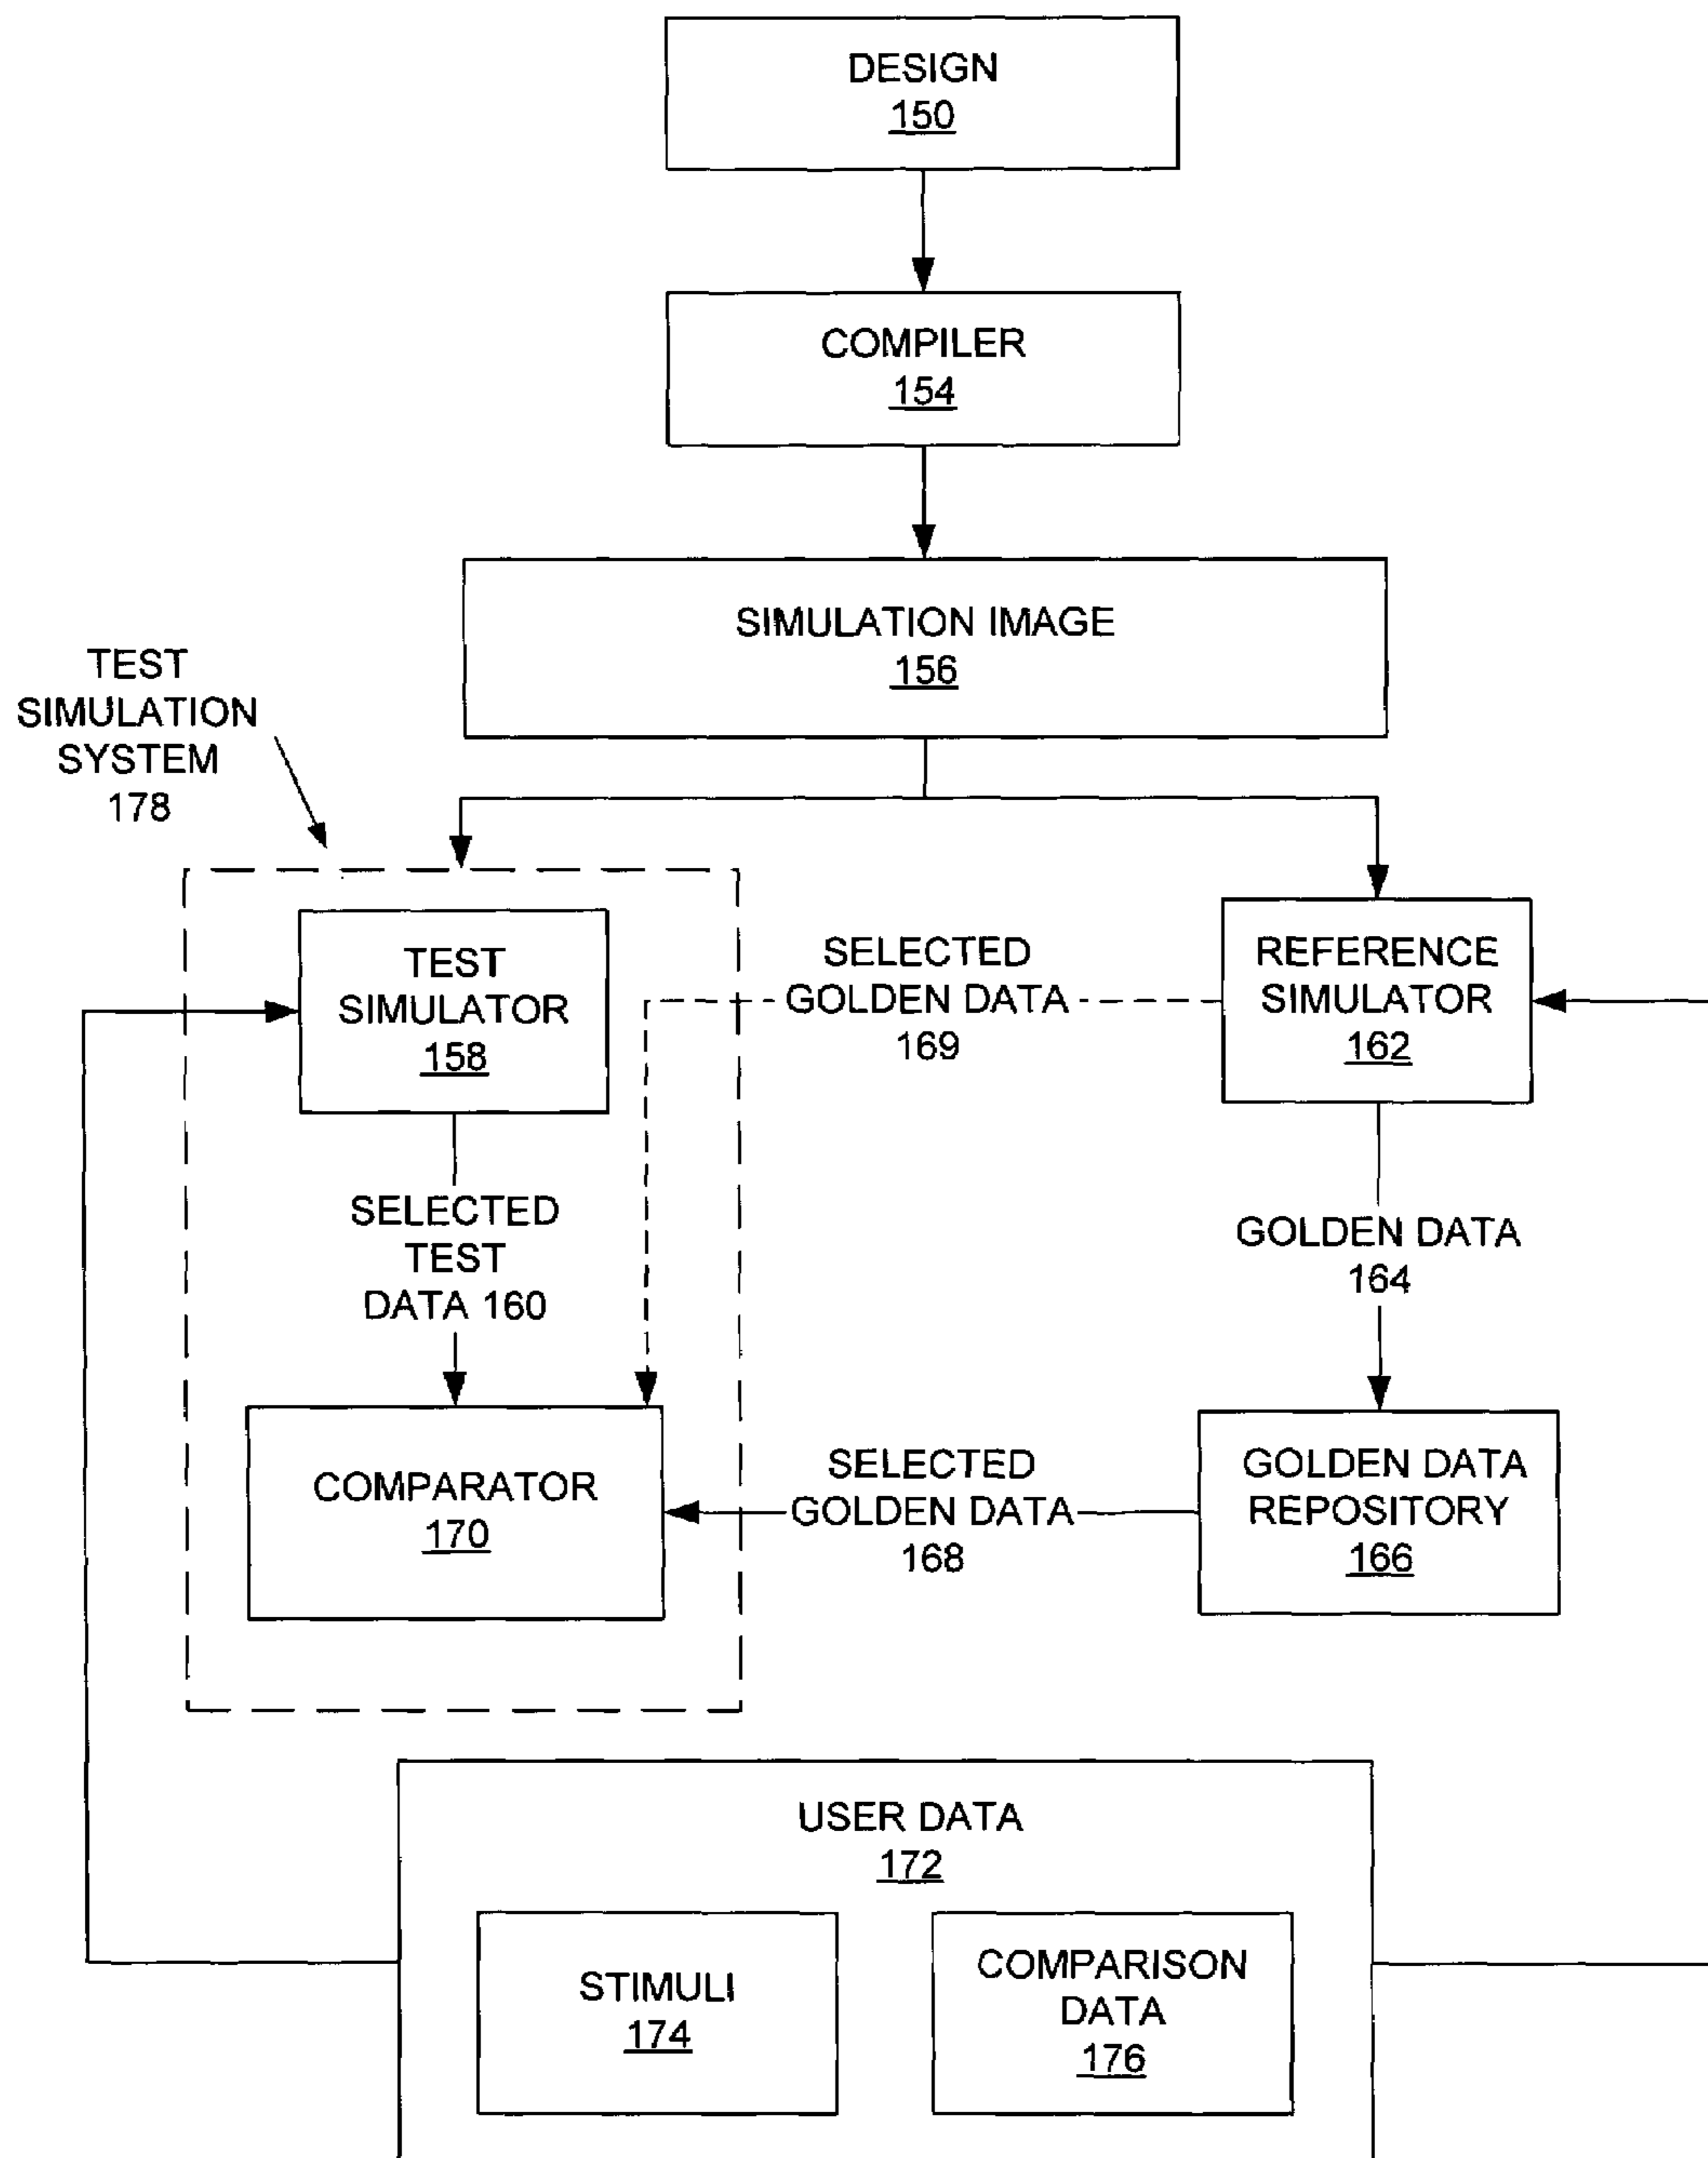 DESIGN
150
COMPILER
154
SIMULATION IMAGE
156
TEST
SIMULATION
SYSTEM
178
TEST
SIMULATOR
158
SELECTED
GOLDEN DATA
169
REFERENCE
SIMULATOR
162
SELECTED
TEST
DATA 160
GOLDEN DATA
164
COMPARATOR
170
SELECTED
GOLDEN DATA
168
GOLDEN DATA
REPOSITORY
166
USER DATA
172
STIMULI
174
COMPARISON
DATA
176